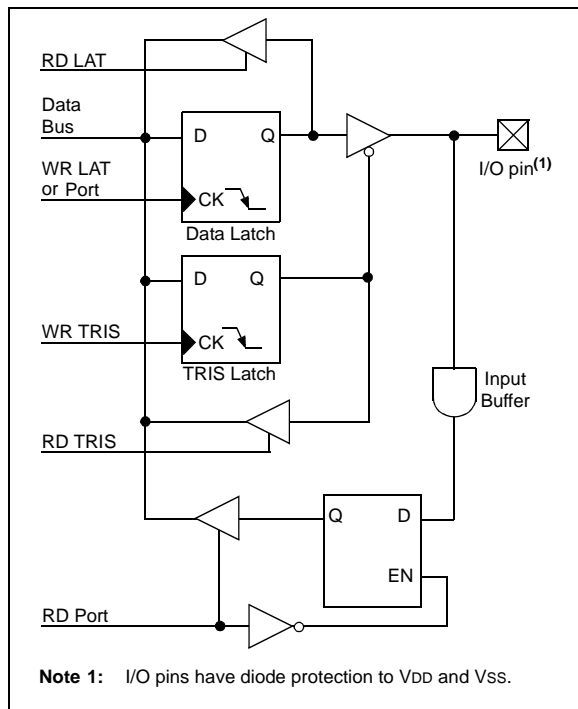 RD LAT
Data
Bus
D Q
WR LAT
or Port
CK
Data Latch
I/O pin(1)
D Q
WR TRIS
CK
TRIS Latch
Input
Buffer
RD TRIS
Q D
EN
RD Port
Note 1: I/O pins have diode protection to VDD and VSS.